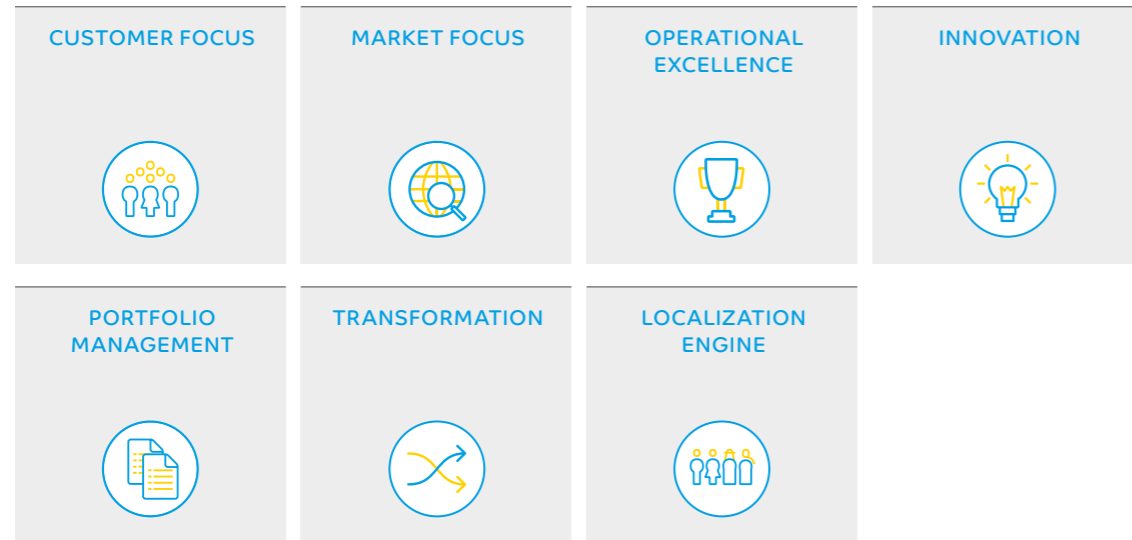 CUSTOMER FOCUS
MARKET FOCUS
OPERATIONAL
EXCELLENCE
INNOVATION
PORTFOLIO
MANAGEMENT
TRANSFORMATION
LOCALIZATION
ENGINE